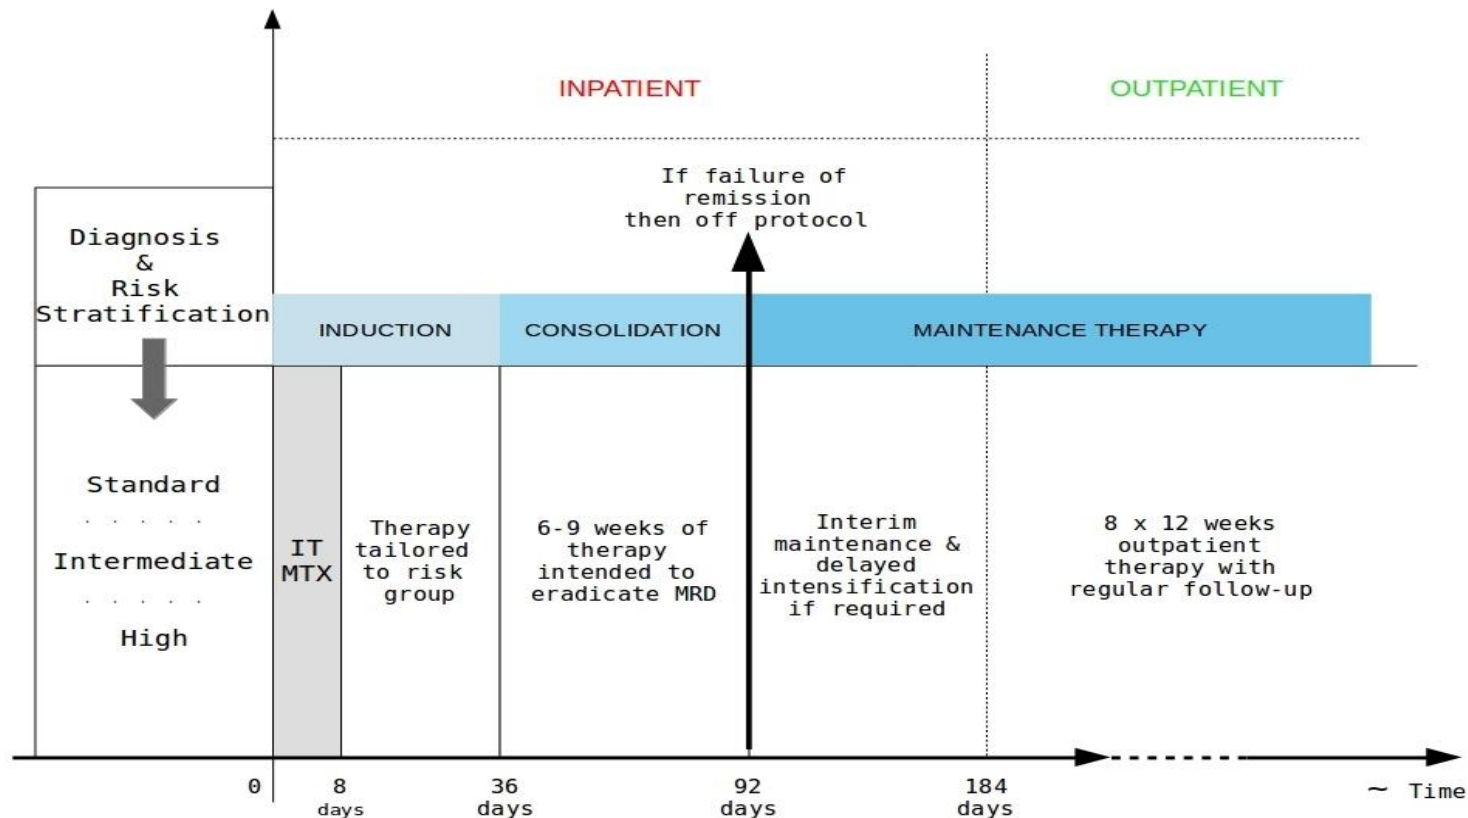 INPATIENT
OUTPATIENT
If failure of
remission
then off protocol
Diagnosis
&
Risk
Stratification
INDUCTION
CONSOLIDATION
MAINTENANCE THERAPY
Standard
. . . . .
Intermediate
. . . . .
High
IT
MTX
Therapy
tailored
to risk
group
6-9 weeks of
therapy
intended to
eradicate MRD
Interim
maintenance &
delayed
intensification
if required
8 x 12 weeks
outpatient
therapy with
regular follow-up
0
8
days
36
days
92
days
184
days
~ Time